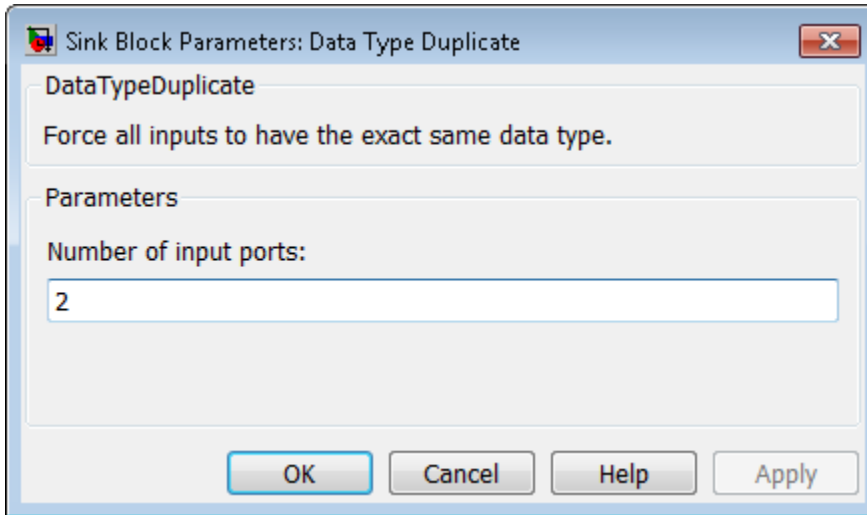 Sink Block Parameters: Data Type Duplicate
DataTypeDuplicate
Force all inputs to have the exact same data type.
Parameters
Number of input ports:
2
OK Cancel Help Apply